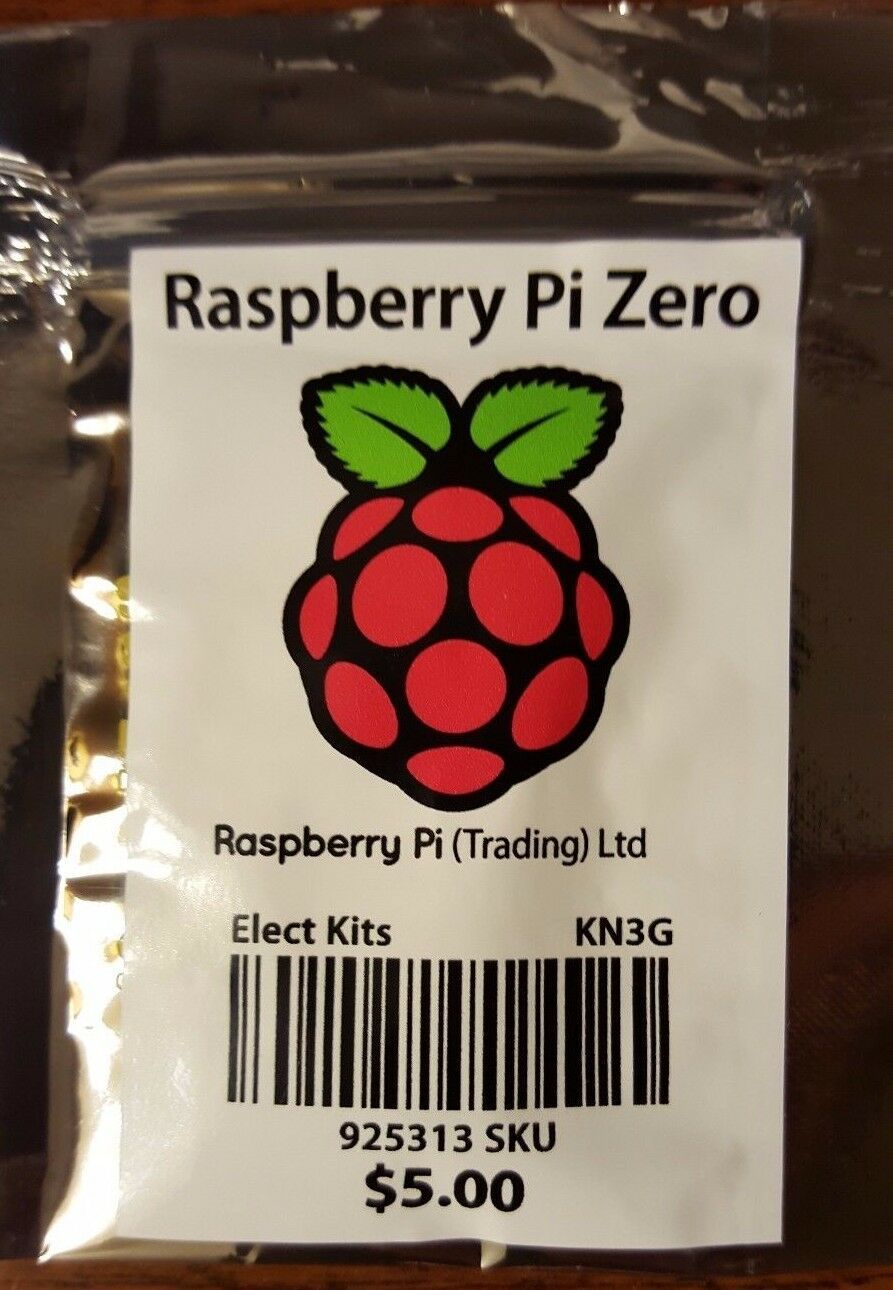 Raspberry Pi Zero
Raspberry Pi (Trading) Ltd
Elect Kits KN3G
925313 SKU
$5.00